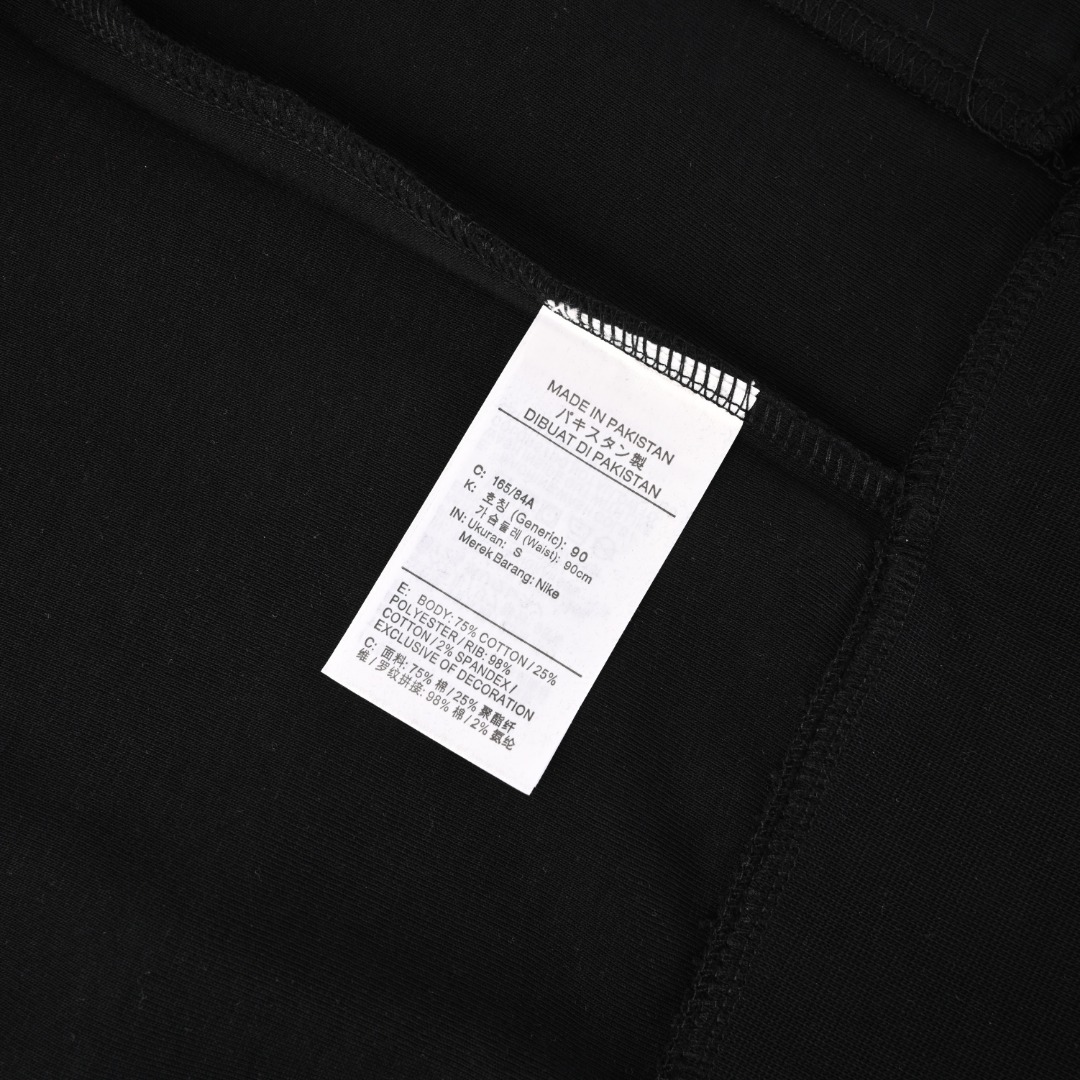 MADE IN PAKISTAN
パキスタン製
DIBUAT DI PAKISTAN
C: 165/84A
K: 호칭 (Generic): 90
가슴둘레 (Waist): 90cm
IN: Ukuran: S
Merek Barang: Nike
E: BODY: 75% COTTON / 25%
POLYESTER / RIB: 98%
COTTON / 2% SPANDEX /
EXCLUSIVE OF DECORATION
C: 面料: 75% 棉 / 25% 聚酯纤
维 / 罗纹拼接: 98% 棉 / 2% 氨纶